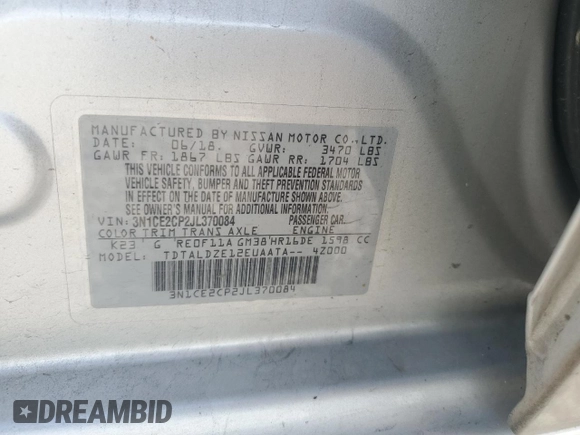 MANUFACTURED BY NISSAN MOTOR CO., LTD.
DATE: 06/18. GVWR: 3470 LBS
GAWR FR: 1867 LBS GAWR RR: 1704 LBS
THIS VEHICLE CONFORMS TO ALL APPLICABLE FEDERAL MOTOR
VEHICLE SAFETY, BUMPER AND THEFT PREVENTION STANDARDS
IN EFFECT ON THE DATE OF MANUFACTURE SHOWN ABOVE.
SEE OWNER'S MANUAL FOR ADDITIONAL INFORMATION.
VIN: 3N1CE2CP2JL370084 PASSENGER CAR
COLOR TRIM TRANS AXLE ENGINE
K23 G RE0F11A GM38 HR16DE 1598 CC
MODEL: TDTALDZE12EUAATA-- 4Z000
3N1CE2CP2JL370084
DREAMBID